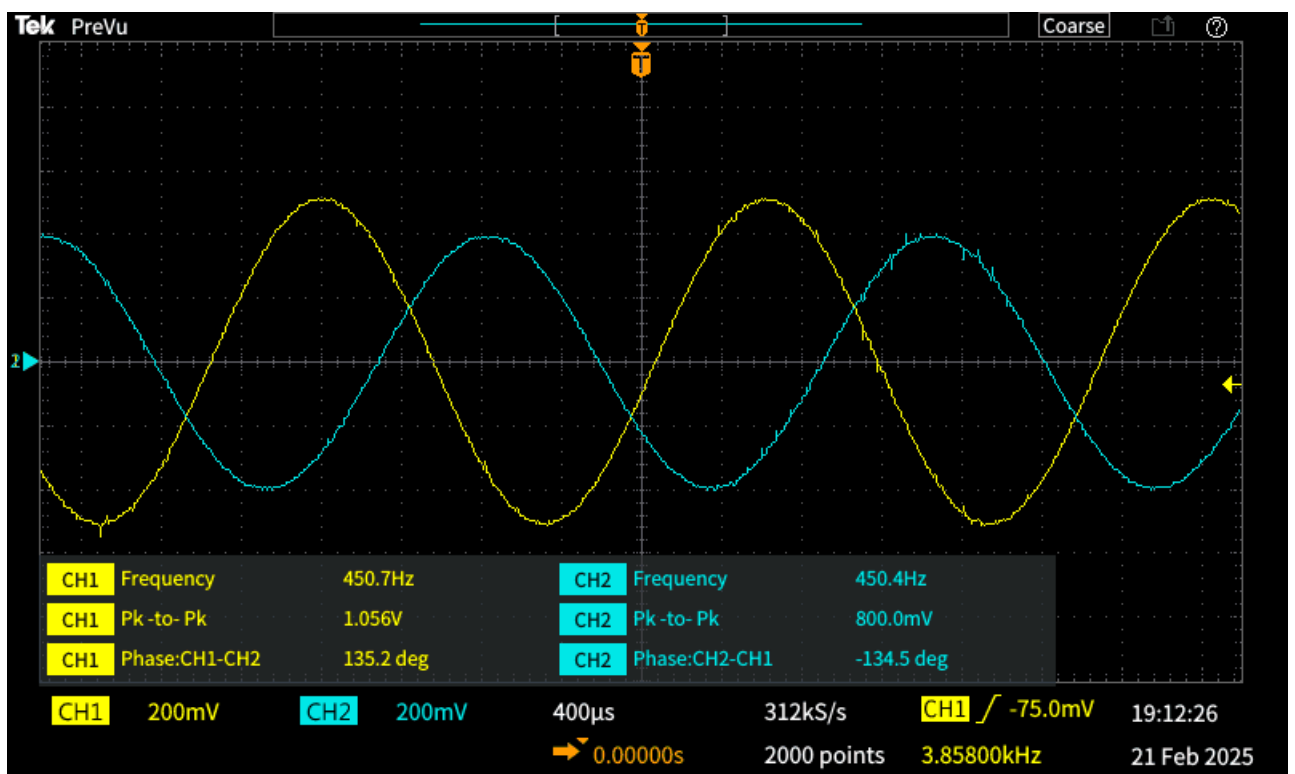 Tek PreVu Coarse
T
T
2
CH1 Frequency 450.7Hz CH2 Frequency 450.4Hz
CH1 Pk -to- Pk 1.056V CH2 Pk -to- Pk 800.0mV
CH1 Phase:CH1-CH2 135.2 deg CH2 Phase:CH2-CH1 -134.5 deg
CH1 200mV CH2 200mV 400µs 312kS/s CH1 -75.0mV 19:12:26
0.00000s 2000 points 3.85800kHz 21 Feb 2025